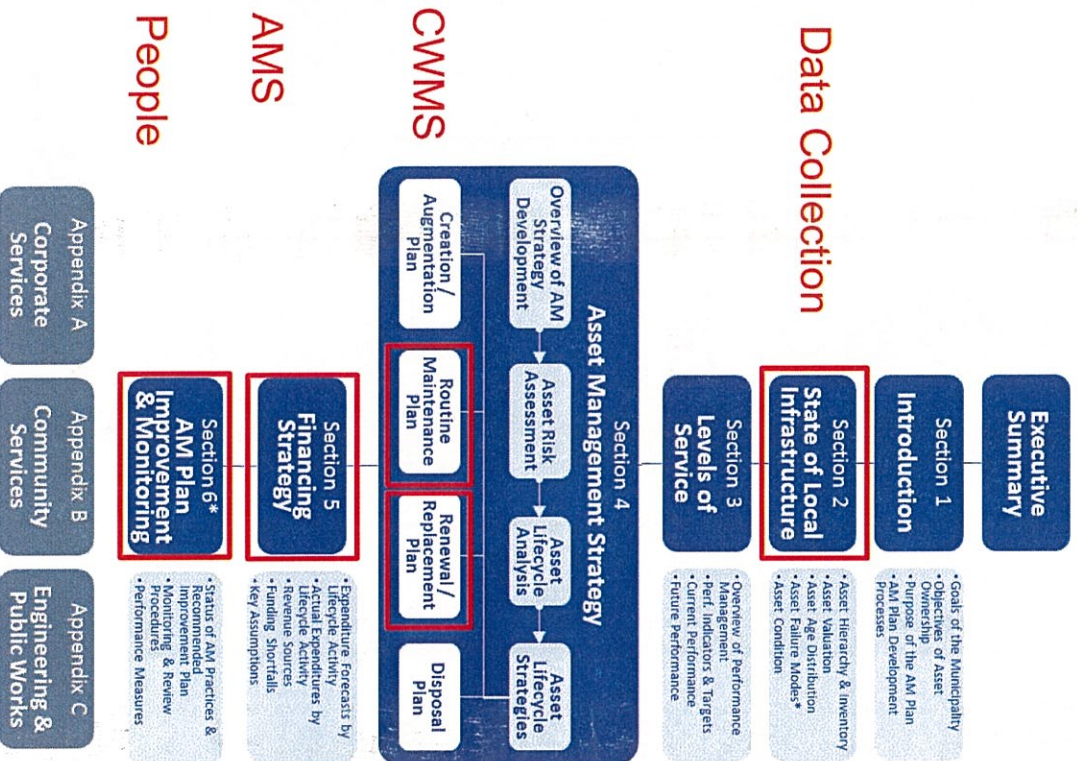 Executive
Summary
Section 1
Introduction
• Goals of the Municipality
• Objectives of Asset
Ownership
• Purpose of the AM Plan
• AM Plan Development
Processes
Data Collection
Section 2
State of Local
Infrastructure
• Asset Hierarchy & Inventory
• Asset Valuation
• Asset Age Distribution
• Asset Failure Modes*
• Asset Condition
Section 3
Levels of
Service
• Overview of Performance
Management
• Perf. Indicators & Targets
• Current Performance
• Future Performance
CWMS
Section 4
Asset Management Strategy
Overview of AM
Strategy
Development
Asset Risk
Assessment
Asset
Lifecycle
Analysis
Asset
Lifecycle
Strategies
Creation/
Augmentation
Plan
Routine
Maintenance
Plan
Renewal/
Replacement
Plan
Disposal
Plan
AMS
Section 5
Financing
Strategy
• Expenditure Forecasts by
Lifecycle Activity
• Actual Expenditures by
Lifecycle Activity
• Revenue Sources
• Funding Shortfalls
• Key Assumptions
People
Section 6*
AM Plan
Improvement
& Monitoring
• Status of AM Practices &
Recommended
Improvement Plan
• Monitoring & Review
Procedures
• Performance Measures
Appendix A
Corporate
Services
Appendix B
Community
Services
Appendix C
Engineering &
Public Works